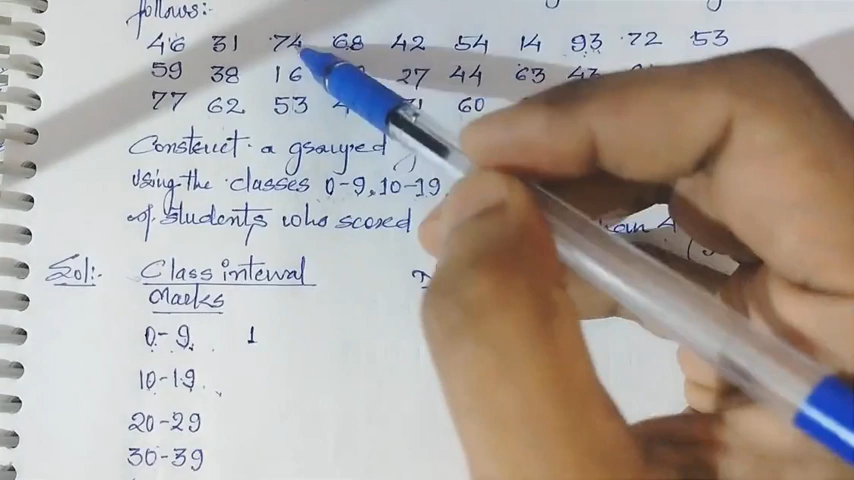 follows:-
46 31 74 68 42 54 14 93 72 53
59 38 16 27 44 63 43
77 62 53 60
Construct a grouped
using the classes 0-9, 10-19,
of students who scored
Sol:- Class interval
Marks
0-9 1
10-19
20-29
30-39